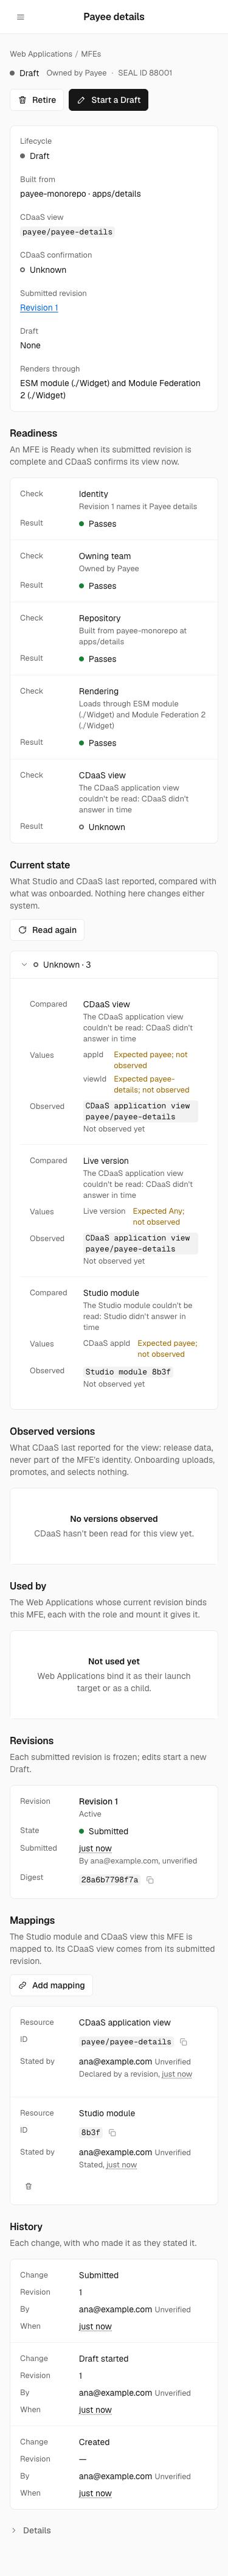 Payee details
Web Applications / MFEs
Draft Owned by Payee · SEAL ID 88001
Retire Start a Draft
Lifecycle
Draft
Built from
payee-monorepo · apps/details
CDaaS view
payee/payee-details
CDaaS confirmation
Unknown
Submitted revision
Revision 1
Draft
None
Renders through
ESM module (./Widget) and Module Federation
2 (./Widget)
Readiness
An MFE is Ready when its submitted revision is
complete and CDaaS confirms its view now.
Check Identity
Revision 1 names it Payee details
Result Passes
Check Owning team
Owned by Payee
Result Passes
Check Repository
Built from payee-monorepo at
apps/details
Result Passes
Check Rendering
Loads through ESM module
(./Widget) and Module Federation 2
(./Widget)
Result Passes
Check CDaaS view
The CDaaS application view
couldn't be read: CDaaS didn't
answer in time
Result Unknown
Current state
What Studio and CDaaS last reported, compared with
what was onboarded. Nothing here changes either
system.
Read again
Unknown · 3
Compared CDaaS view
The CDaaS application view
couldn't be read: CDaaS didn't
answer in time
Values appId Expected payee; not
observed
viewId Expected payee-
details; not observed
Observed CDaaS application view
payee/payee-details
Not observed yet
Compared Live version
The CDaaS application view
couldn't be read: CDaaS didn't
answer in time
Values Live version Expected Any;
not observed
Observed CDaaS application view
payee/payee-details
Not observed yet
Compared Studio module
The Studio module couldn't be
read: Studio didn't answer in
time
Values CDaaS appId Expected payee;
not observed
Observed Studio module 8b3f
Not observed yet
Observed versions
What CDaaS last reported for the view: release data,
never part of the MFE's identity. Onboarding uploads,
promotes, and selects nothing.
No versions observed
CDaaS hasn't been read for this view yet.
Used by
The Web Applications whose current revision binds
this MFE, each with the role and mount it gives it.
Not used yet
Web Applications bind it as their launch
target or as a child.
Revisions
Each submitted revision is frozen; edits start a new
Draft.
Revision Revision 1
Active
State Submitted
Submitted just now
By ana@example.com, unverified
Digest 28a6b7798f7a
Mappings
The Studio module and CDaaS view this MFE is
mapped to. Its CDaaS view comes from its submitted
revision.
Add mapping
Resource CDaaS application view
ID payee/payee-details
Stated by ana@example.com Unverified
Declared by a revision, just now
Resource Studio module
ID 8b3f
Stated by ana@example.com Unverified
Stated, just now
History
Each change, with who made it as they stated it.
Change Submitted
Revision 1
By ana@example.com Unverified
When just now
Change Draft started
Revision 1
By ana@example.com Unverified
When just now
Change Created
Revision —
By ana@example.com Unverified
When just now
Details